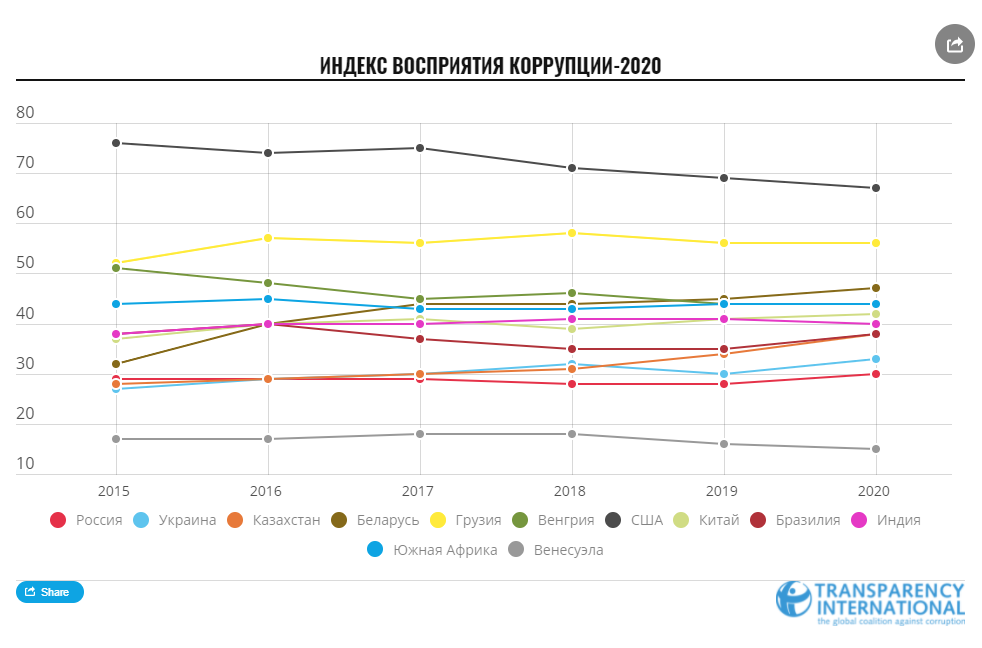 ИНДЕКС ВОСПРИЯТИЯ КОРРУПЦИИ-2020
80
70
60
50
40
30
20
10
2015 2016 2017 2018 2019 2020
Россия Украина Казахстан Беларусь Грузия Венгрия США Китай Бразилия Индия
Южная Африка Венесуэла
Share
TRANSPARENCY
INTERNATIONAL
the global coalition against corruption